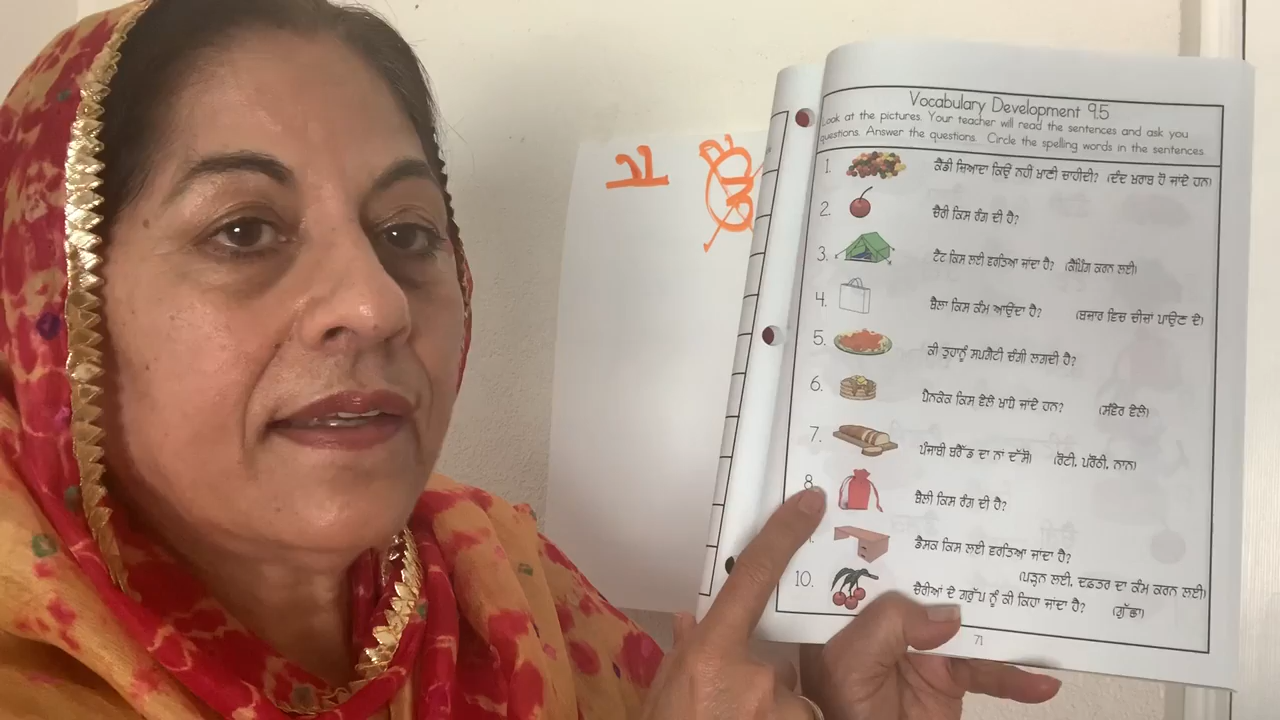 Vocabulary Development 9.5
Look at the pictures. Your teacher will read the sentences and ask you
questions. Answer the questions. Circle the spelling words in the sentences.
1. ਕੈਂਡੀ ਜ਼ਿਆਦਾ ਕਿਉਂ ਨਹੀਂ ਖਾਣੀ ਚਾਹੀਦੀ? (ਦੰਦ ਖ਼ਰਾਬ ਹੋ ਜਾਂਦੇ ਹਨ)
2. ਚੈਰੀ ਕਿਸ ਰੰਗ ਦੀ ਹੈ?
3. ਟੈਂਟ ਕਿਸ ਲਈ ਵਰਤਿਆ ਜਾਂਦਾ ਹੈ? (ਕੈਂਪਿੰਗ ਕਰਨ ਲਈ)
4. ਥੈਲਾ ਕਿਸ ਕੰਮ ਆਉਂਦਾ ਹੈ? (ਬਜ਼ਾਰ ਵਿਚ ਚੀਜ਼ਾਂ ਪਾਉਣ ਦੇ)
5. ਕੀ ਤੁਹਾਨੂੰ ਸਪਗੈਟੀ ਚੰਗੀ ਲਗਦੀ ਹੈ?
6. ਪੈਨਕੇਕ ਕਿਸ ਵੇਲੇ ਖਾਧੇ ਜਾਂਦੇ ਹਨ? (ਸਵੇਰ ਵੇਲੇ)
7. ਪੰਜਾਬੀ ਬਰੈੱਡ ਦਾ ਨਾਂ ਦੱਸੋ। (ਰੋਟੀ, ਪਰੌਂਠੀ, ਨਾਨ)
8. ਥੈਲੀ ਕਿਸ ਰੰਗ ਦੀ ਹੈ?
ਡੈਸਕ ਕਿਸ ਲਈ ਵਰਤਿਆ ਜਾਂਦਾ ਹੈ?
(ਪੜ੍ਹਨ ਲਈ, ਦਫ਼ਤਰ ਦਾ ਕੰਮ ਕਰਨ ਲਈ)
10. ਚੈਰੀਆਂ ਦੇ ਗਰੁੱਪ ਨੂੰ ਕੀ ਕਿਹਾ ਜਾਂਦਾ ਹੈ? (ਗੁੱਛਾ)
71